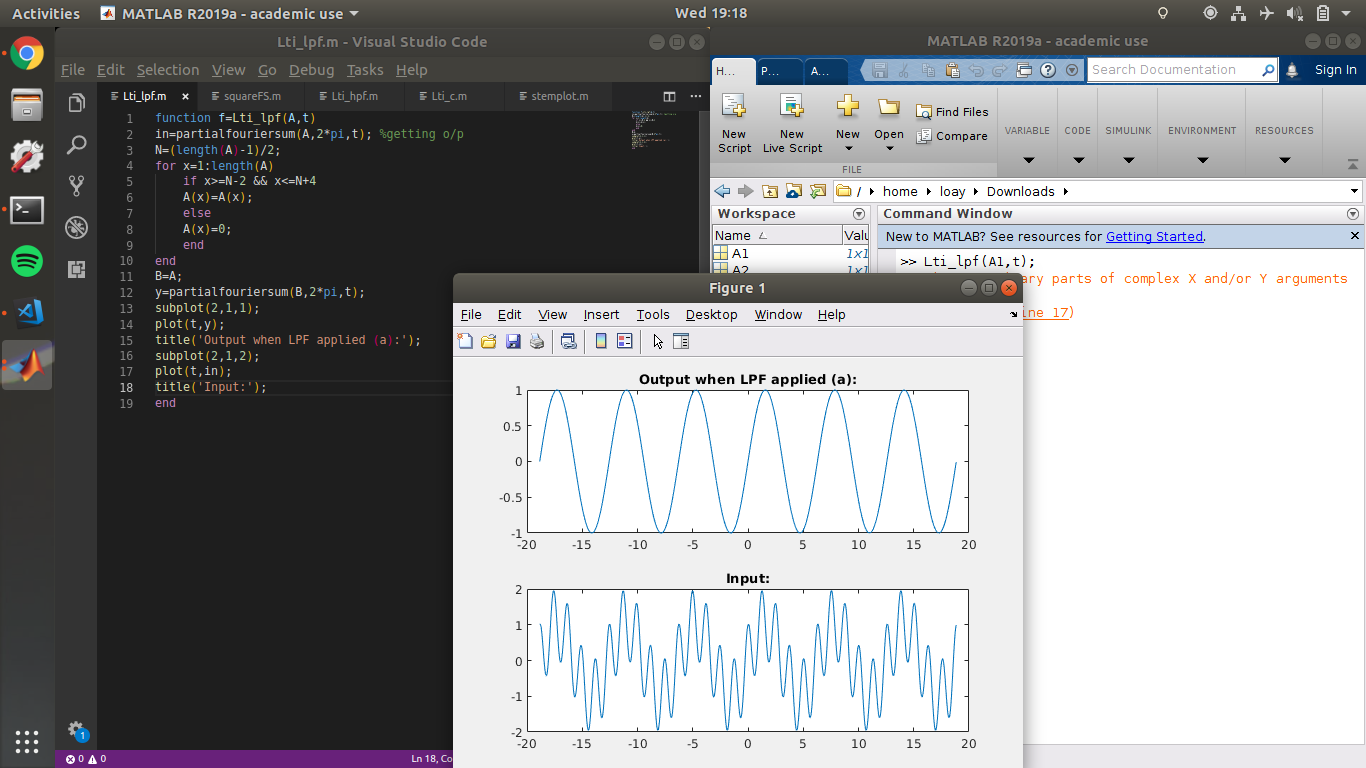 Activities MATLAB R2019a - academic use Wed 19:18
Lti_lpf.m - Visual Studio Code
File Edit Selection View Go Debug Tasks Help
Lti_lpf.m squareFS.m Lti_hpf.m Lti_c.m stemplot.m
1 function f=Lti_lpf(A,t)
2 in=partialfouriersum(A,2*pi,t); %getting o/p
3 N=(length(A)-1)/2;
4 for x=1:length(A)
5 if x>=N-2 && x<=N+4
6 A(x)=A(x);
7 else
8 A(x)=0;
9 end
10 end
11 B=A;
12 y=partialfouriersum(B,2*pi,t);
13 subplot(2,1,1);
14 plot(t,y);
15 title('Output when LPF applied (a):');
16 subplot(2,1,2);
17 plot(t,in);
18 title('Input:');
19 end
1
0 0 Ln 18, Co
MATLAB R2019a - academic use
H... P... A... Search Documentation Sign In
New Script New Live Script New Open Find Files Compare
FILE VARIABLE CODE SIMULINK ENVIRONMENT RESOURCES
/ home loay Downloads
Workspace
Name Valu
A1 1x1
A2 1x1
Command Window
New to MATLAB? See resources for Getting Started.
>> Lti_lpf(A1,t);
ary parts of complex X and/or Y arguments
ine 17)
Figure 1
File Edit View Insert Tools Desktop Window Help
Output when LPF applied (a):
1
0.5
0
-0.5
-1
-20 -15 -10 -5 0 5 10 15 20
Input:
2
1
0
-1
-2
-20 -15 -10 -5 0 5 10 15 20